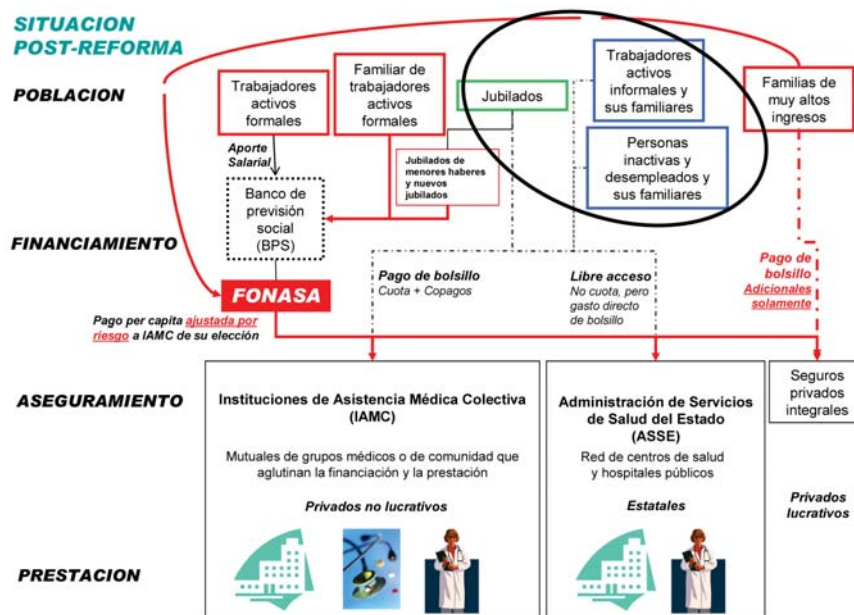 SITUACION
POST-REFORMA
POBLACION
Trabajadores
activos
formales
Familiar de
trabajadores
activos
formales
Jubilados
Trabajadores
activos
informales y
sus familiares
Familias de
muy altos
ingresos
Aporte
Salarial
Jubilados de
menores haberes
y nuevos
jubilados
Personas
inactivas y
desempleados y
sus familiares
Banco de
previsión
social
(BPS)
FINANCIAMIENTO
FONASA
Pago de bolsillo
Cuota + Copagos
Libre acceso
No cuota, pero
gasto directo
de bolsillo
Pago de
bolsillo
Adicionales
solamente
Pago per capita ajustada por
riesgo a IAMC de su elección
ASEGURAMIENTO
Instituciones de Asistencia Médica Colectiva
(IAMC)
Mutuales de grupos médicos o de comunidad que
aglutinan la financiación y la prestación
Privados no lucrativos
Administración de Servicios
de Salud del Estado
(ASSE)
Red de centros de salud
y hospitales públicos
Estatales
Seguros
privados
integrales
Privados
lucrativos
PRESTACION